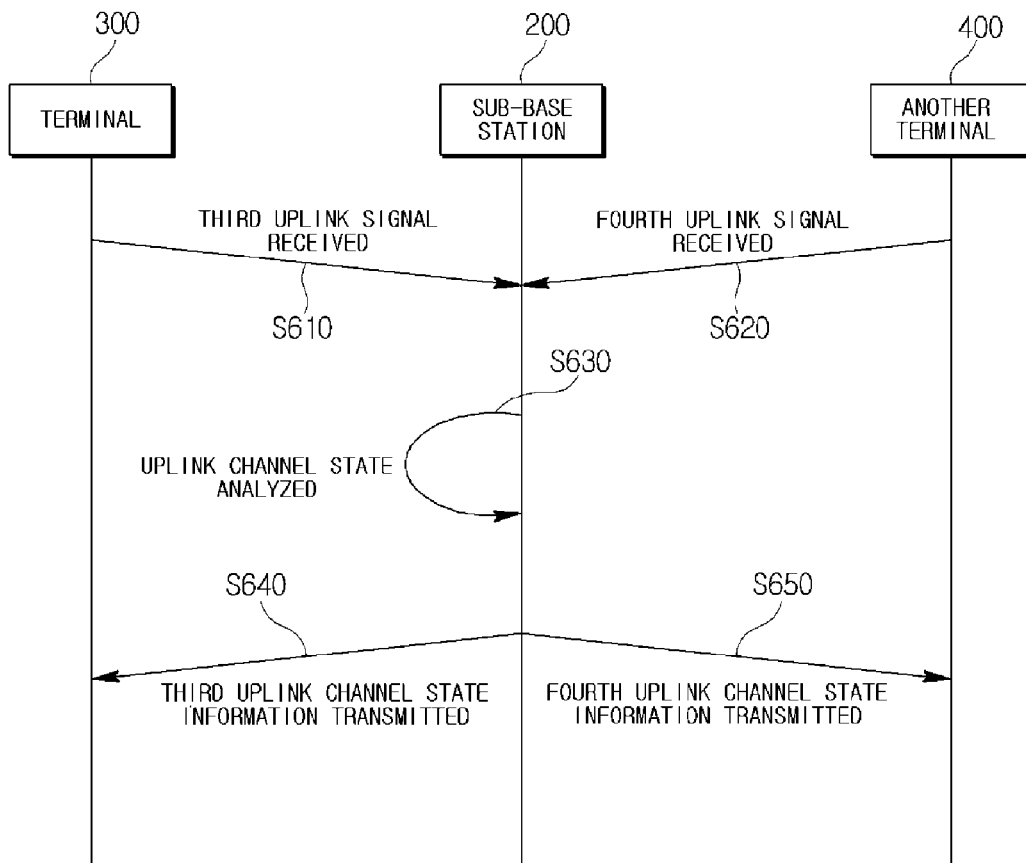 300
200
400
TERMINAL
SUB-BASE
STATION
ANOTHER
TERMINAL
THIRD UPLINK SIGNAL
RECEIVED
FOURTH UPLINK SIGNAL
RECEIVED
S610
S620
S630
UPLINK CHANNEL STATE
ANALYZED
S640
S650
THIRD UPLINK CHANNEL STATE
INFORMATION TRANSMITTED
FOURTH UPLINK CHANNEL STATE
INFORMATION TRANSMITTED